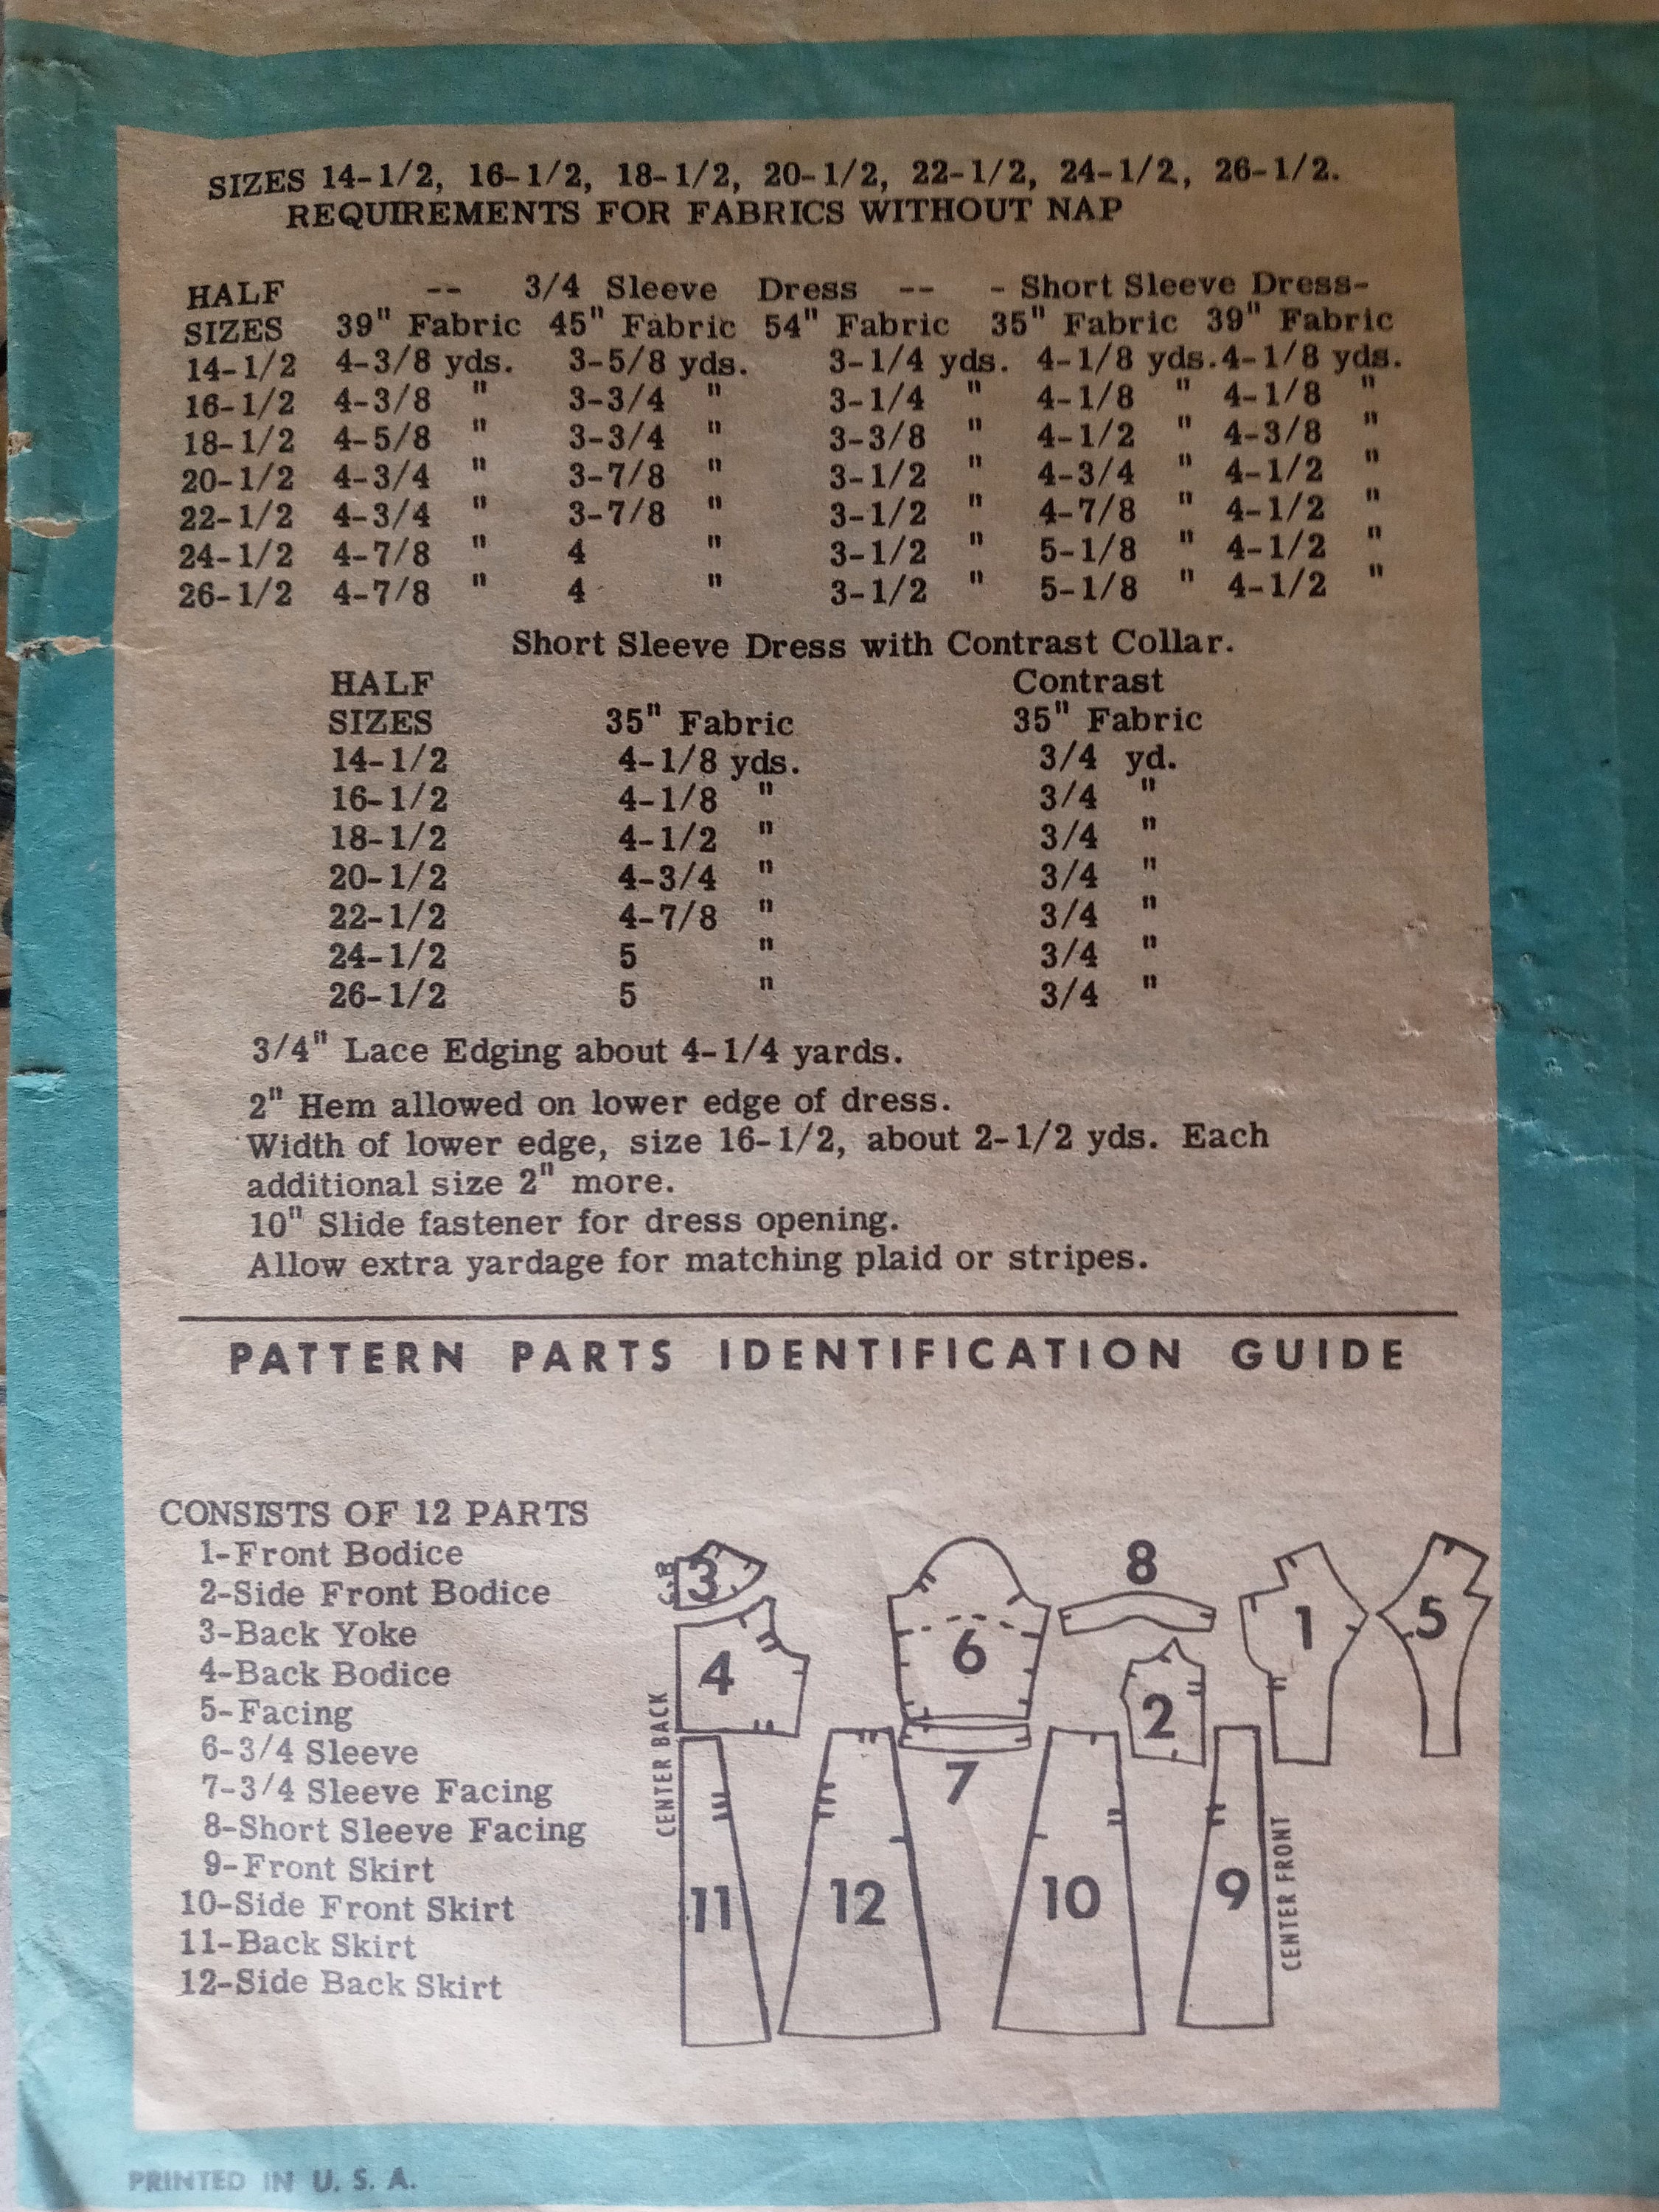 SIZES 14-1/2, 16-1/2, 18-1/2, 20-1/2, 22-1/2, 24-1/2, 26-1/2.
REQUIREMENTS FOR FABRICS WITHOUT NAP
HALF -- 3/4 Sleeve Dress -- - Short Sleeve Dress-
SIZES 39" Fabric 45" Fabric 54" Fabric 35" Fabric 39" Fabric
14-1/2 4-3/8 yds. 3-5/8 yds. 3-1/4 yds. 4-1/8 yds. 4-1/8 yds.
16-1/2 4-3/8 " 3-3/4 " 3-1/4 " 4-1/8 " 4-1/8 "
18-1/2 4-5/8 " 3-3/4 " 3-3/8 " 4-1/2 " 4-3/8 "
20-1/2 4-3/4 " 3-7/8 " 3-1/2 " 4-3/4 " 4-1/2 "
22-1/2 4-3/4 " 3-7/8 " 3-1/2 " 4-7/8 " 4-1/2 "
24-1/2 4-7/8 " 4 " 3-1/2 " 5-1/8 " 4-1/2 "
26-1/2 4-7/8 " 4 " 3-1/2 " 5-1/8 " 4-1/2 "
Short Sleeve Dress with Contrast Collar.
HALF Contrast
SIZES 35" Fabric 35" Fabric
14-1/2 4-1/8 yds. 3/4 yd.
16-1/2 4-1/8 " 3/4 "
18-1/2 4-1/2 " 3/4 "
20-1/2 4-3/4 " 3/4 "
22-1/2 4-7/8 " 3/4 "
24-1/2 5 " 3/4 "
26-1/2 5 " 3/4 "
3/4" Lace Edging about 4-1/4 yards.
2" Hem allowed on lower edge of dress.
Width of lower edge, size 16-1/2, about 2-1/2 yds. Each
additional size 2" more.
10" Slide fastener for dress opening.
Allow extra yardage for matching plaid or stripes.
PATTERN PARTS IDENTIFICATION GUIDE
CONSISTS OF 12 PARTS
1-Front Bodice
2-Side Front Bodice
3-Back Yoke
4-Back Bodice
5-Facing
6-3/4 Sleeve
7-3/4 Sleeve Facing
8-Short Sleeve Facing
9-Front Skirt
10-Side Front Skirt
11-Back Skirt
12-Side Back Skirt
C.B.
3
8
1
5
4
6
2
CENTER BACK
7
11
12
10
9
CENTER FRONT
PRINTED IN U. S. A.